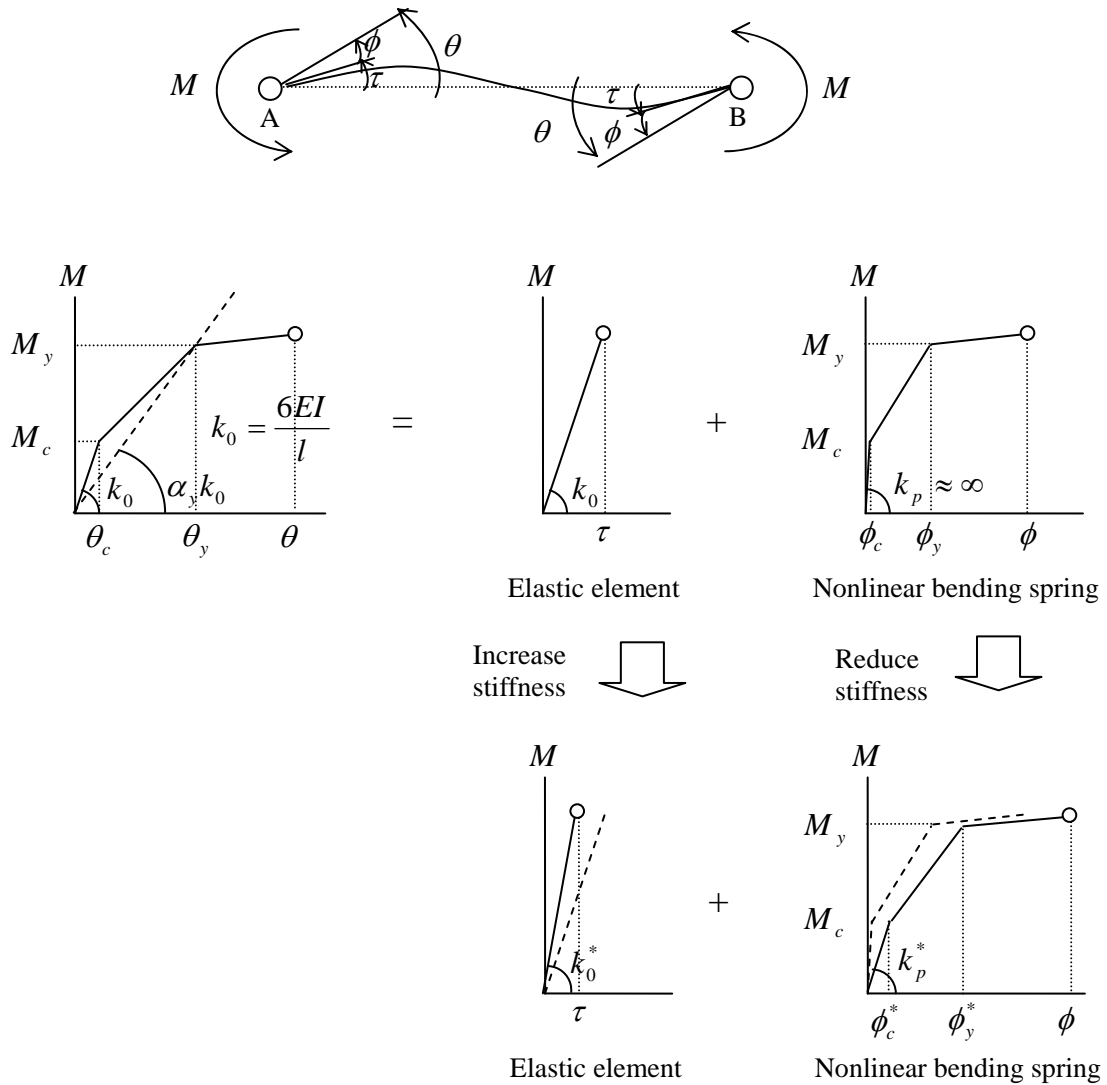 ϕ θ
τ
M A θ τ ϕ B M
M M M
M_y M_y
k_0 = \frac{6EI}{l} = +
M_c M_c
k_0 α_y k_0 k_0 k_p ≈ ∞
θ_c θ_y θ τ ϕ_c ϕ_y ϕ
Elastic element Nonlinear bending spring
Increase stiffness Reduce stiffness
M M
M_y
+
M_c
k_0^* k_p^*
τ ϕ_c^* ϕ_y^* ϕ
Elastic element Nonlinear bending spring